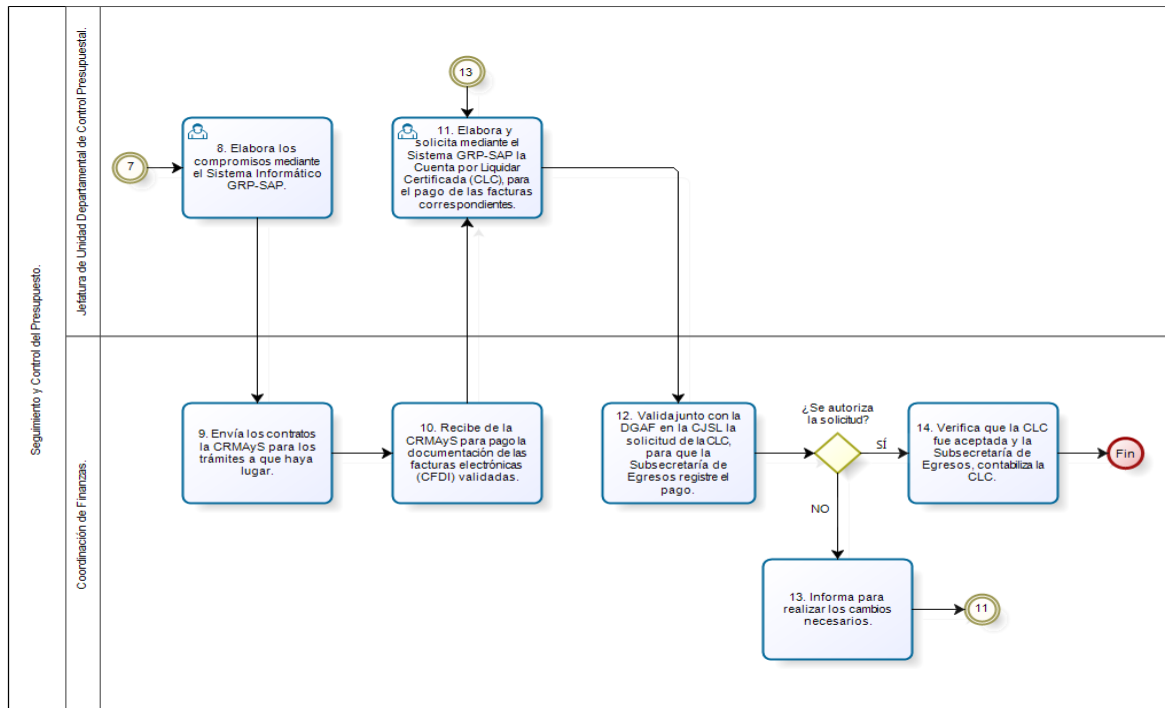 Seguimiento y Control del Presupuesto.
Jefatura de Unidad Departamental de Control Presupuestal.
7
8. Elabora los
compromisos mediante
el Sistema Informático
GRP-SAP.
13
11. Elabora y
solicita mediante el
Sistema GRP-SAP la
Cuenta por Liquidar
Certificada (CLC), para
el pago de las facturas
correspondientes.
Coordinación de Finanzas.
9. Envía los contratos
la CRMAyS para los
trámites a que haya
lugar.
10. Recibe de la
CRMAyS para pago la
documentación de las
facturas electrónicas
(CFDI) validadas.
12. Valida junto con la
DGAF en la CJSL la
solicitud de la CLC,
para que la
Subsecretaría de
Egresos registre el
pago.
¿Se autoriza
la solicitud?
SÍ
NO
14. Verifica que la CLC
fue aceptada y la
Subsecretaría de
Egresos, contabiliza la
CLC.
Fin
13. Informa para
realizar los cambios
necesarios.
11